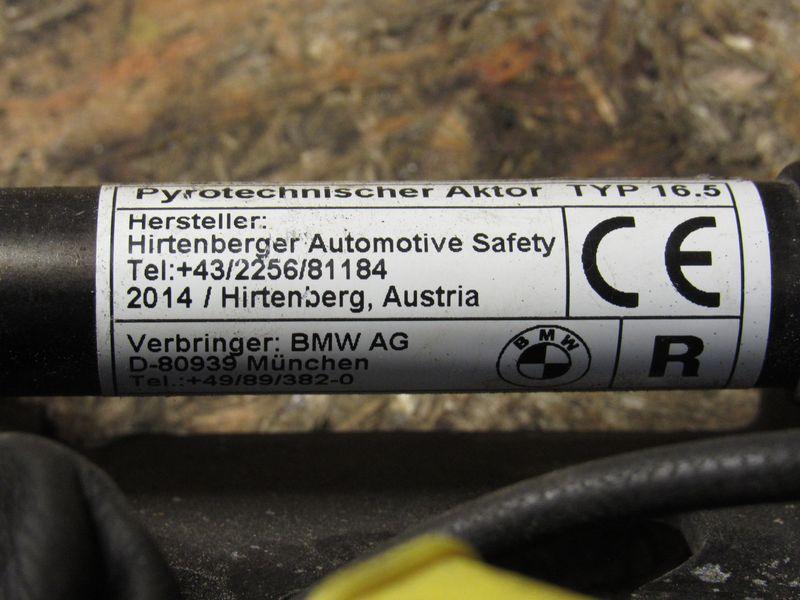 Pyrotechnischer Aktor TYP 16.5
Hersteller:
Hirtenberger Automotive Safety
Tel:+43/2256/81184
2014 / Hirtenberg, Austria
CE
Verbringer: BMW AG
D-80939 München
Tel.:+49/89/382-0
BMW
R